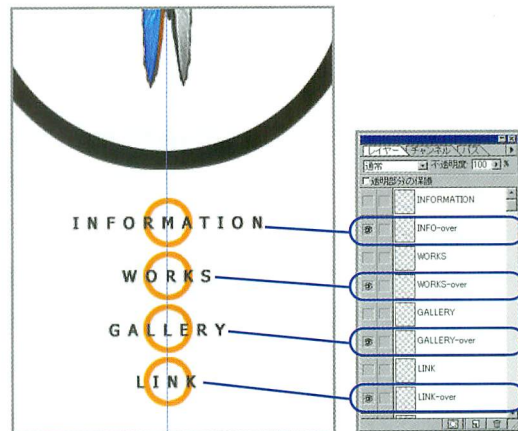 INFORMATION
WORKS
GALLERY
LINK
レイヤー チャンネル パス
通常 不透明度: 100 %
透明部分の保護
INFORMATION
INFO-over
WORKS
WORKS-over
GALLERY
GALLERY-over
LINK
LINK-over